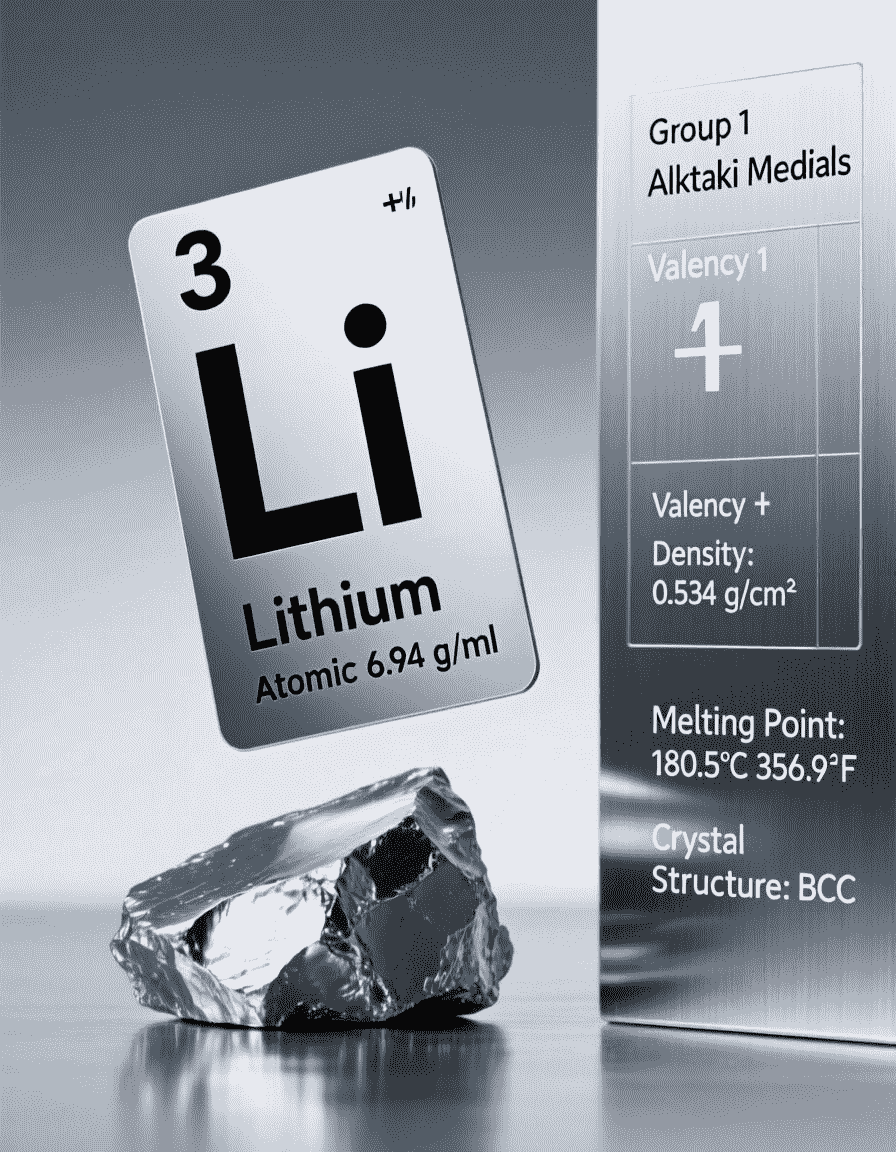 3
Li
Lithium
Atomic 6.94 g/ml
Group 1
Alktaki Medials
Valency 1
Valency +
Density:
0.534 g/cm²
Melting Point:
180.5°C 356.9°F
Crystal
Structure: BCC